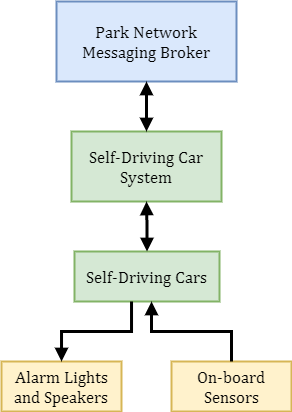 Park Network
Messaging Broker
Self-Driving Car
System
Self-Driving Cars
Alarm Lights
and Speakers
On-board
Sensors